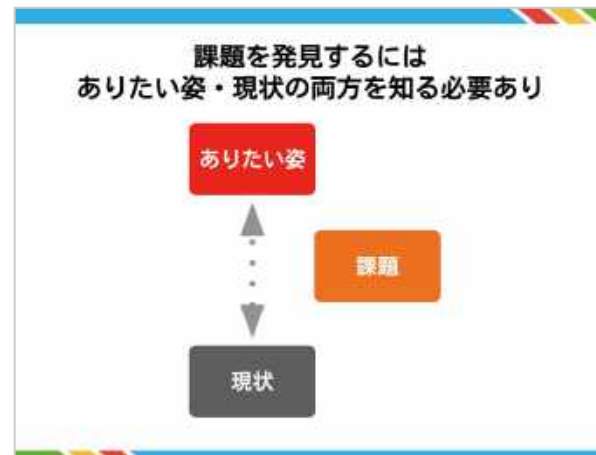 課題を発見するには
ありたい姿・現状の両方を知る必要あり
ありたい姿
課題
現状